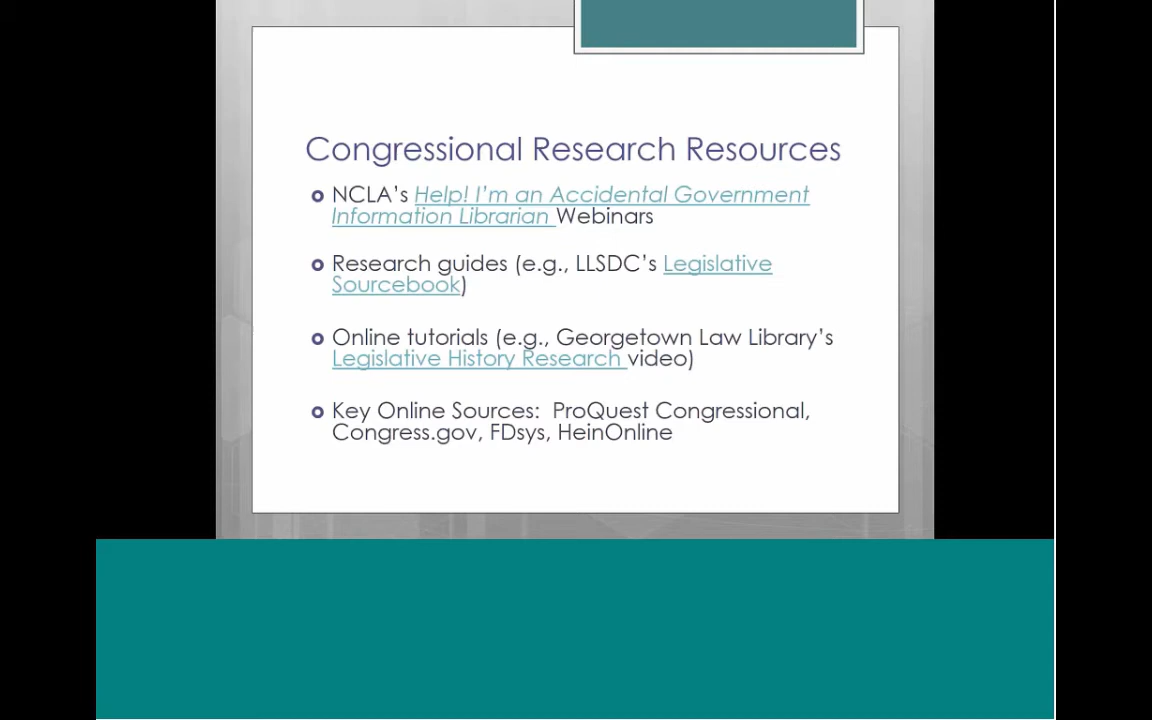 Congressional Research Resources
NCLA's Help! I'm an Accidental Government
Information Librarian Webinars
Research guides (e.g., LLSDC's Legislative
Sourcebook)
Online tutorials (e.g., Georgetown Law Library's
Legislative History Research video)
Key Online Sources:  ProQuest Congressional,
Congress.gov, FDsys, HeinOnline